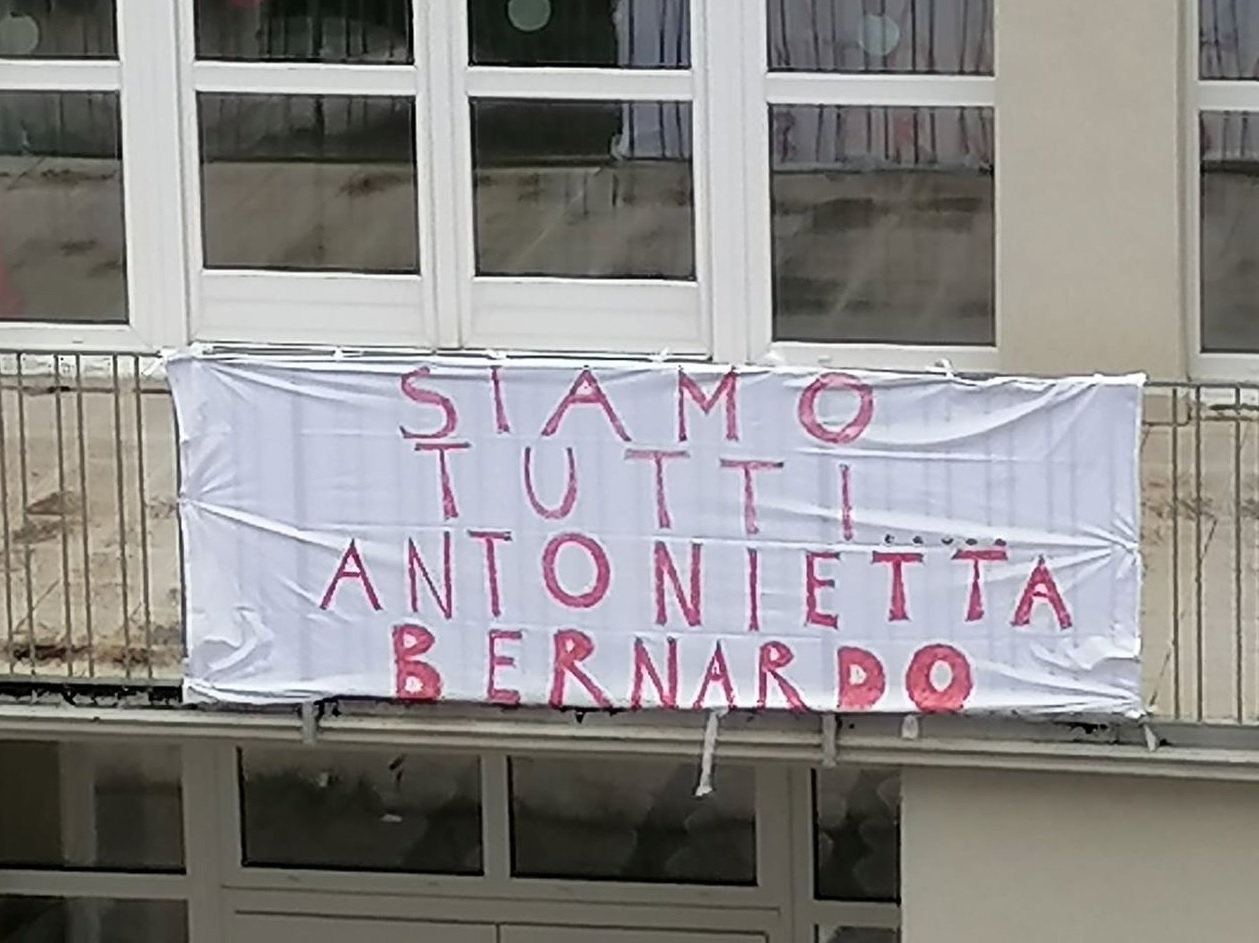 SIAMO
TUTTI.....
ANTONIETTA
BERNARDO